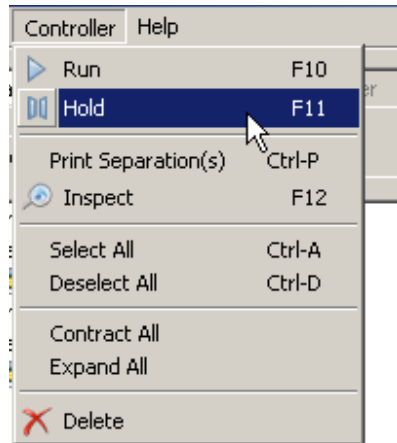 Controller Help
Run F10
er
Hold F11
Print Separation(s) Ctrl-P
Inspect F12
Select All Ctrl-A
Deselect All Ctrl-D
Contract All
Expand All
Delete